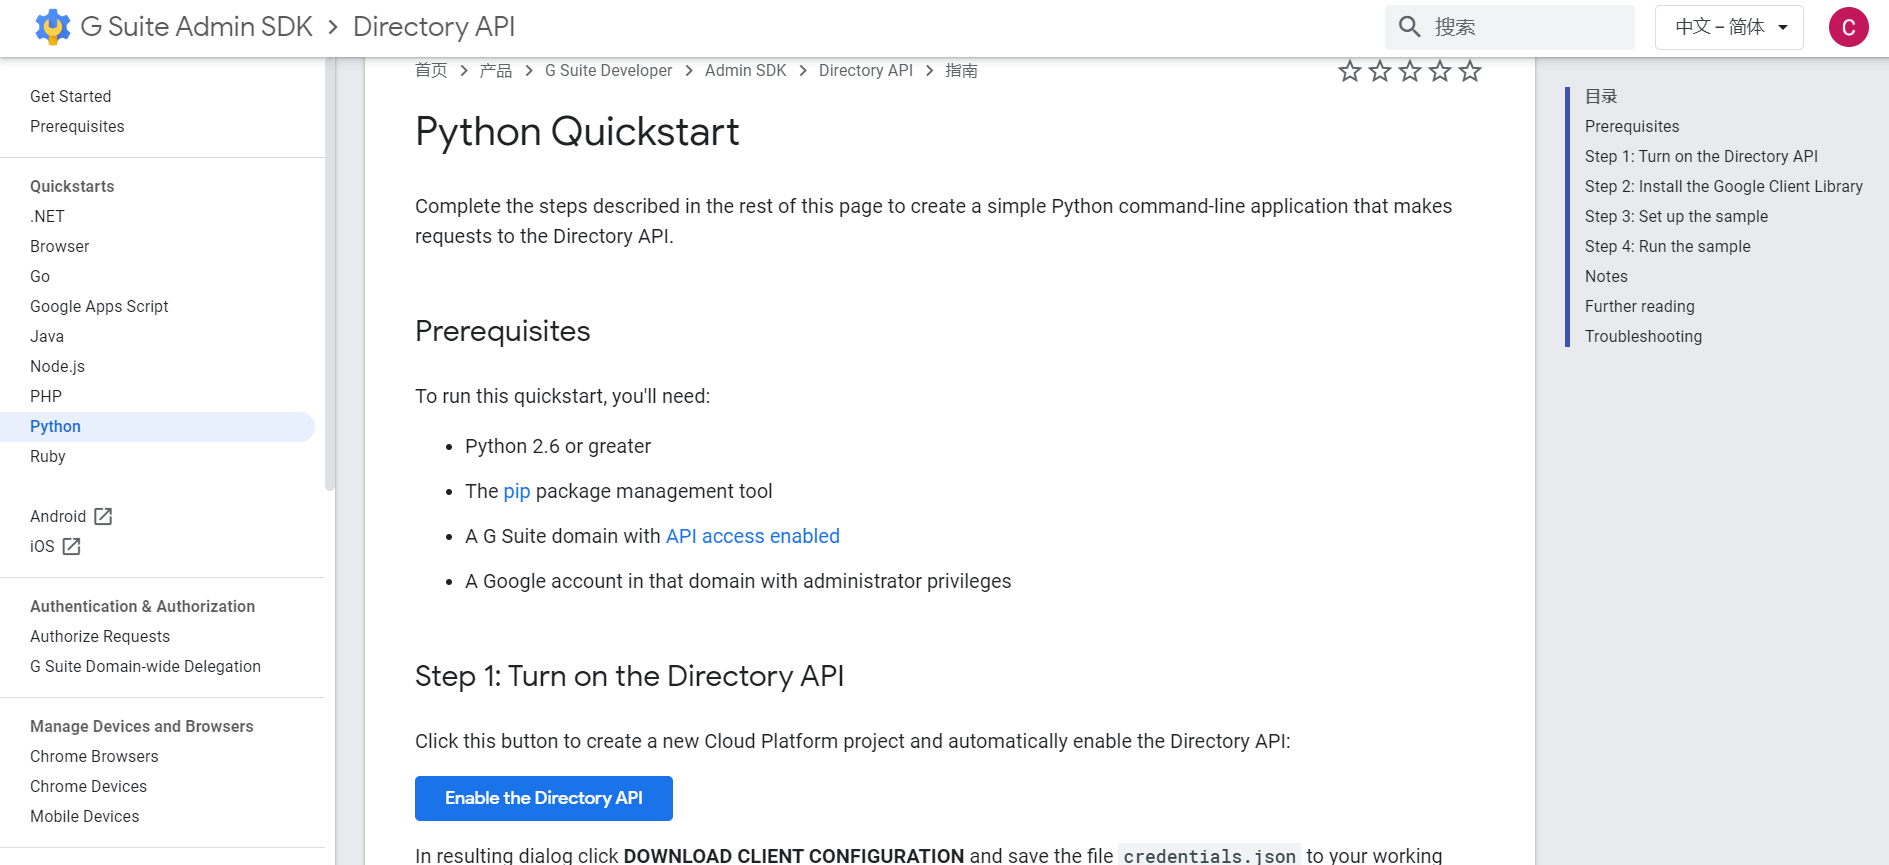 G Suite Admin SDK > Directory API
搜索
中文 – 简体
C
Get Started
Prerequisites
Quickstarts
.NET
Browser
Go
Google Apps Script
Java
Node.js
PHP
Python
Ruby
Android
iOS
Authentication & Authorization
Authorize Requests
G Suite Domain-wide Delegation
Manage Devices and Browsers
Chrome Browsers
Chrome Devices
Mobile Devices
首页 > 产品 > G Suite Developer > Admin SDK > Directory API > 指南
Python Quickstart
Complete the steps described in the rest of this page to create a simple Python command-line application that makes
requests to the Directory API.
Prerequisites
To run this quickstart, you'll need:
• Python 2.6 or greater
• The pip package management tool
• A G Suite domain with API access enabled
• A Google account in that domain with administrator privileges
Step 1: Turn on the Directory API
Click this button to create a new Cloud Platform project and automatically enable the Directory API:
Enable the Directory API
In resulting dialog click DOWNLOAD CLIENT CONFIGURATION and save the file credentials.json to your working
目录
Prerequisites
Step 1: Turn on the Directory API
Step 2: Install the Google Client Library
Step 3: Set up the sample
Step 4: Run the sample
Notes
Further reading
Troubleshooting